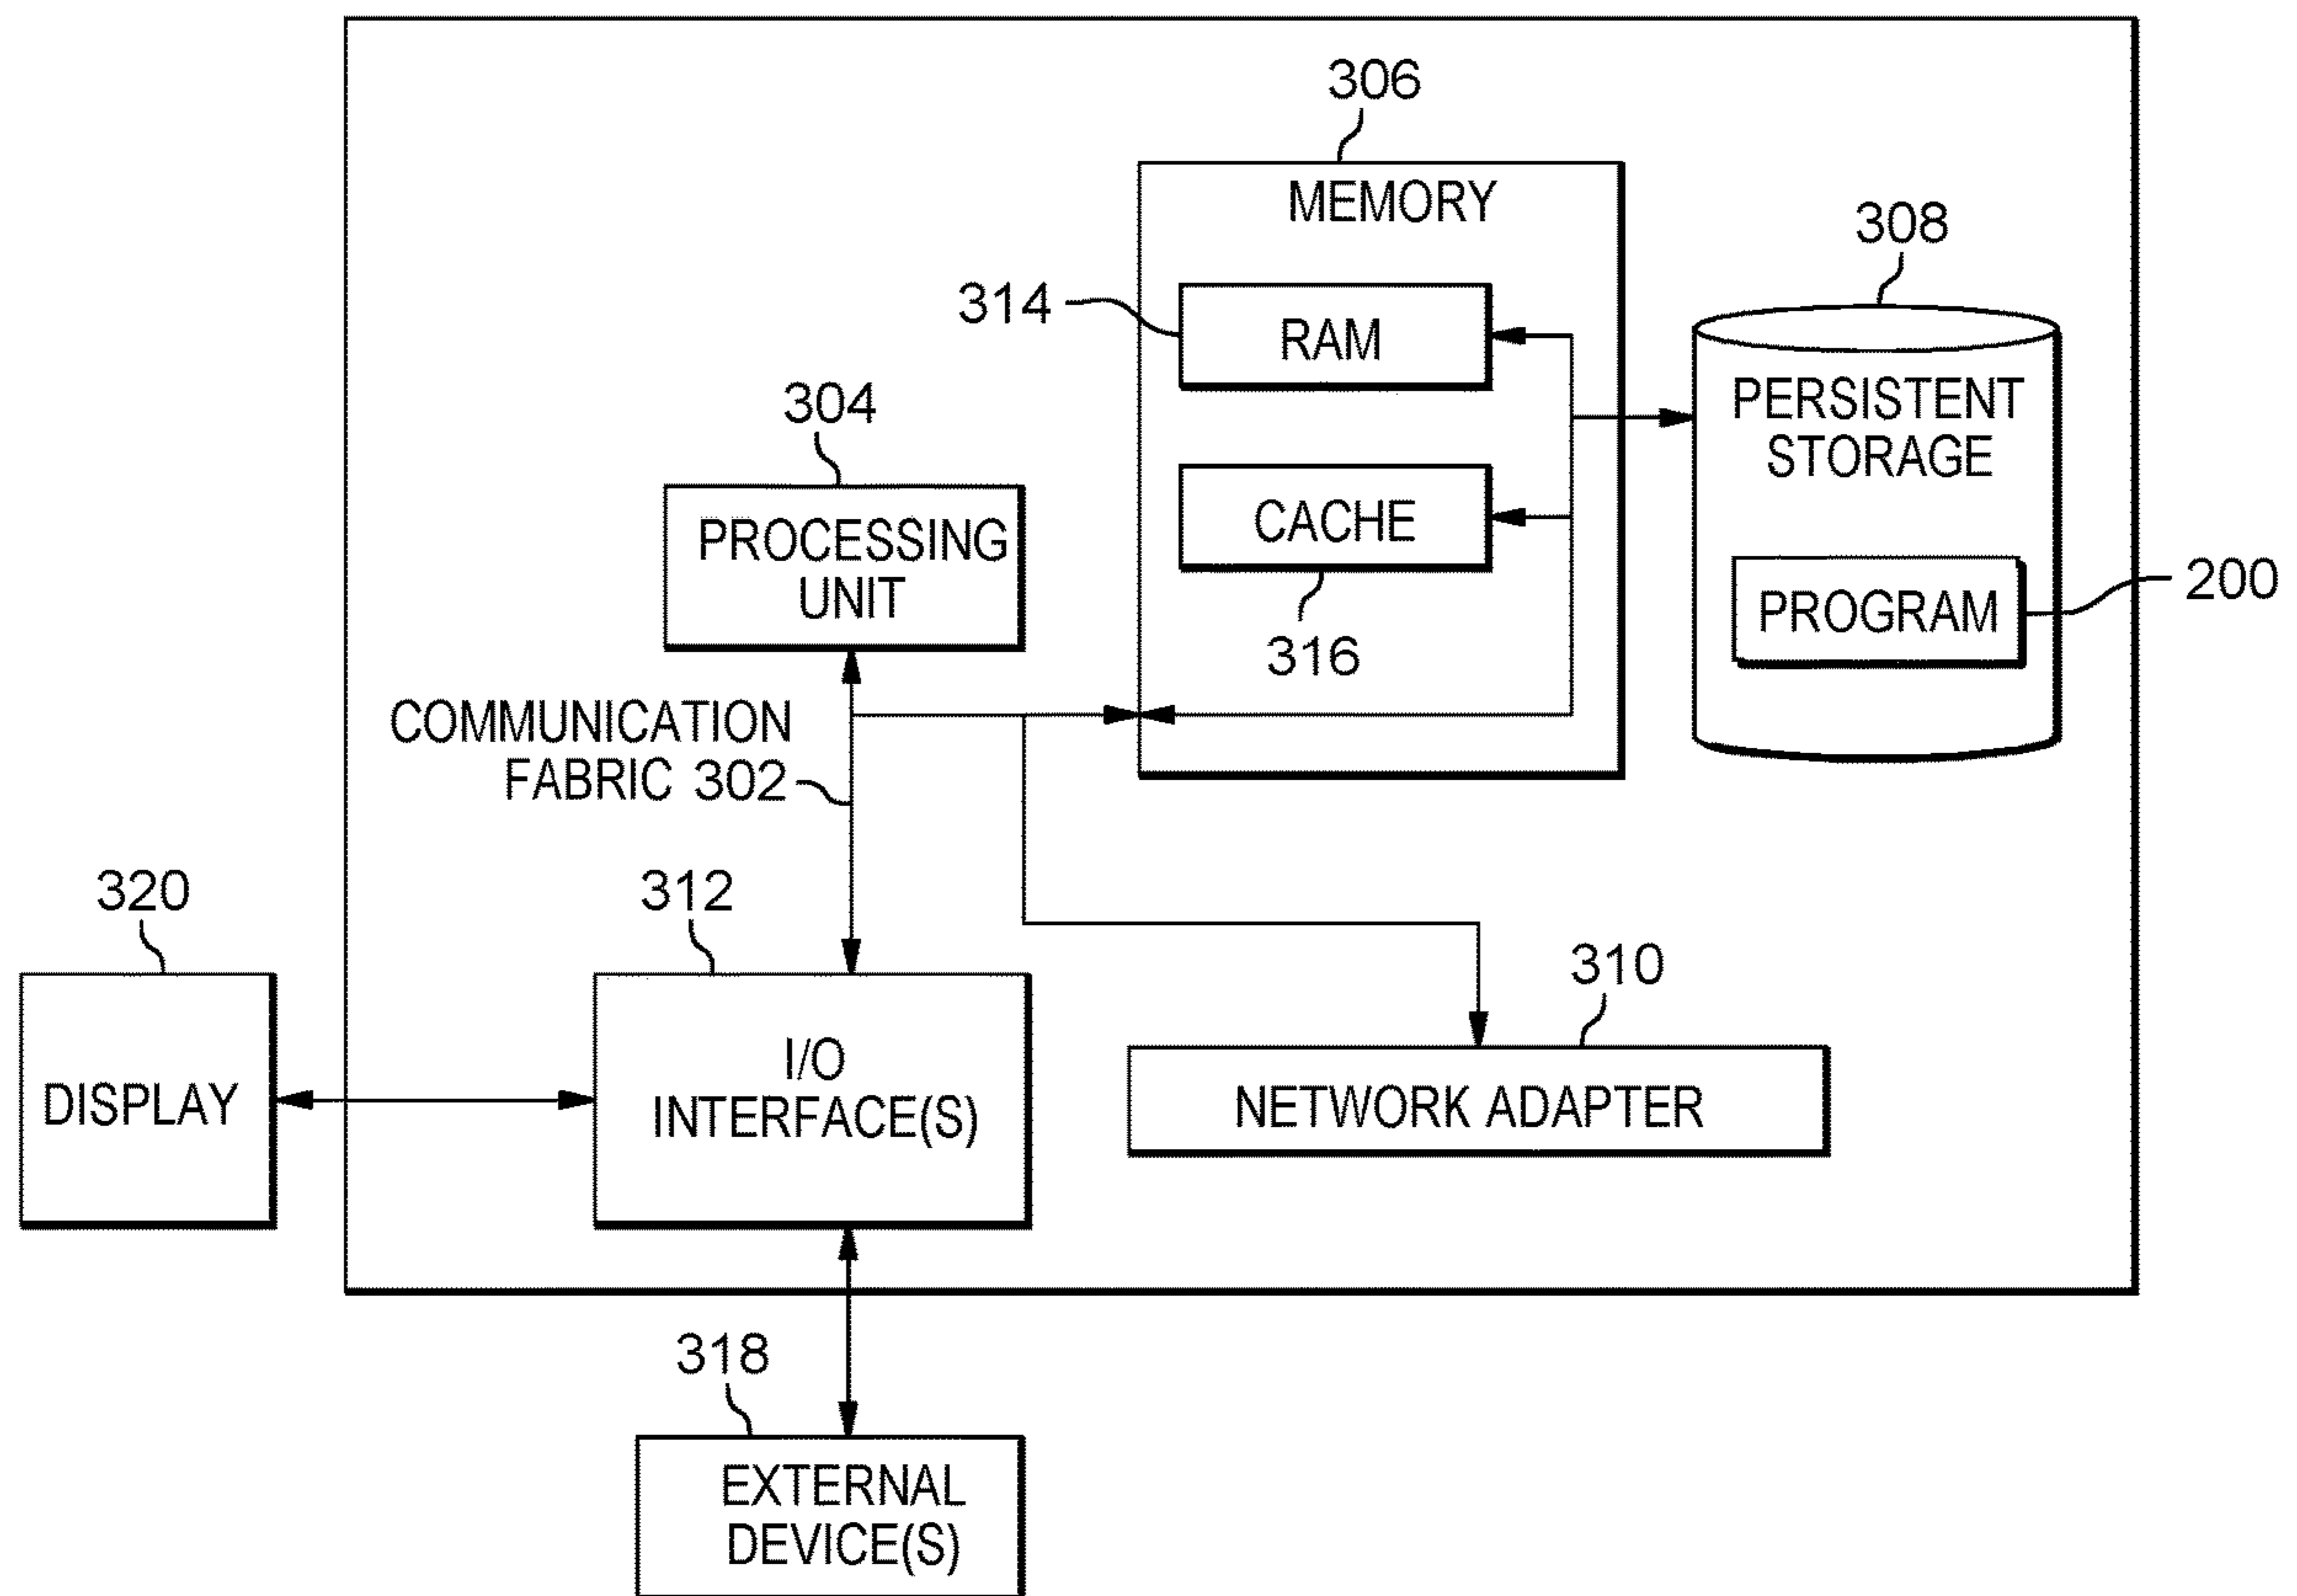 306
MEMORY
308
314
RAM
PERSISTENT
STORAGE
304
PROCESSING
UNIT
CACHE
316
PROGRAM
200
COMMUNICATION
FABRIC 302
320
312
310
DISPLAY
I/O
INTERFACE(S)
NETWORK ADAPTER
318
EXTERNAL
DEVICE(S)